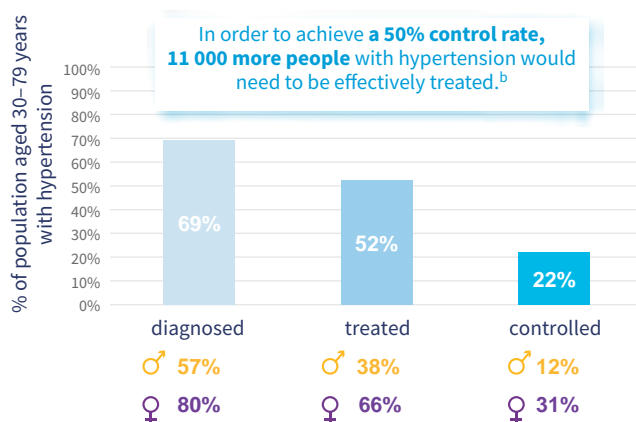 In order to achieve a 50% control rate,
11 000 more people with hypertension would
need to be effectively treated.b
% of population aged 30–79 years
with hypertension
100%
90%
80%
70%
60%
50%
40%
30%
20%
10%
0%
69%
52%
22%
diagnosed treated controlled
♂ 57% ♂ 38% ♂ 12%
♀ 80% ♀ 66% ♀ 31%